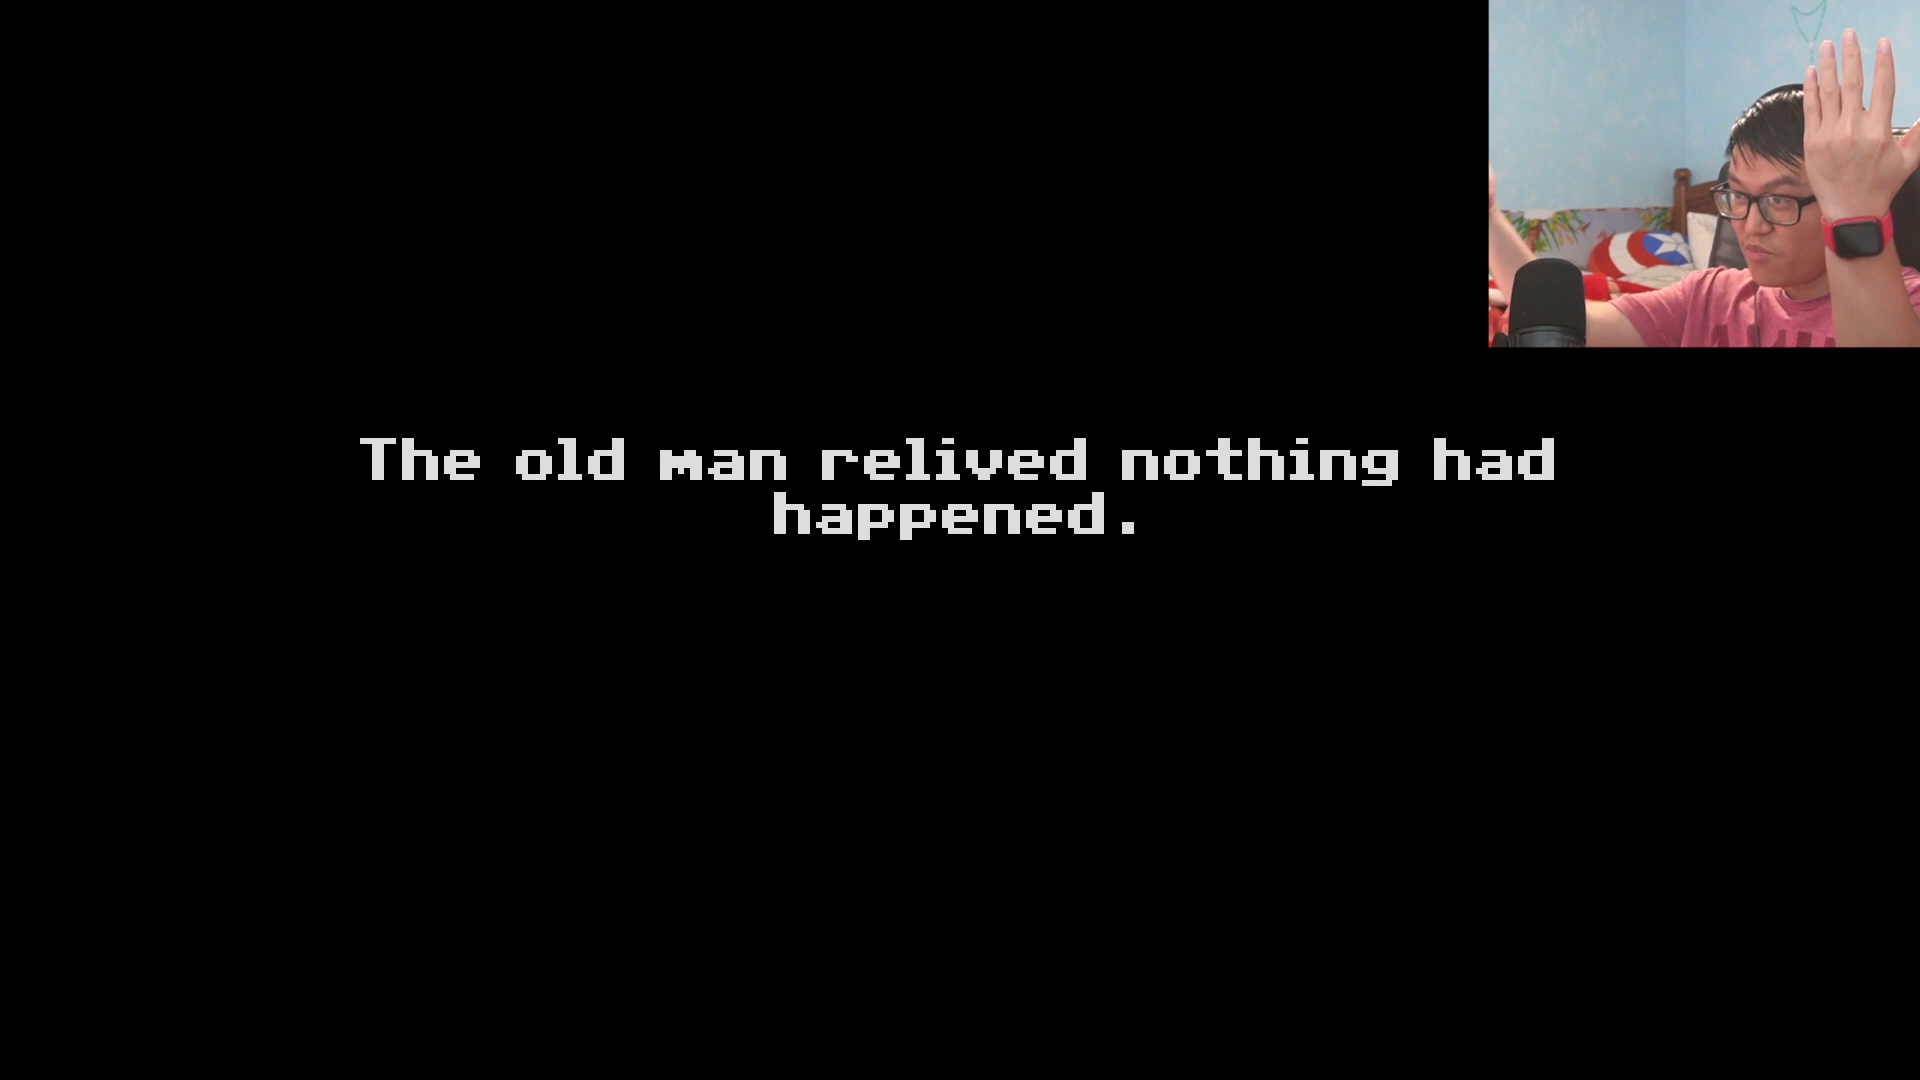 The old man relived nothing had
happened.